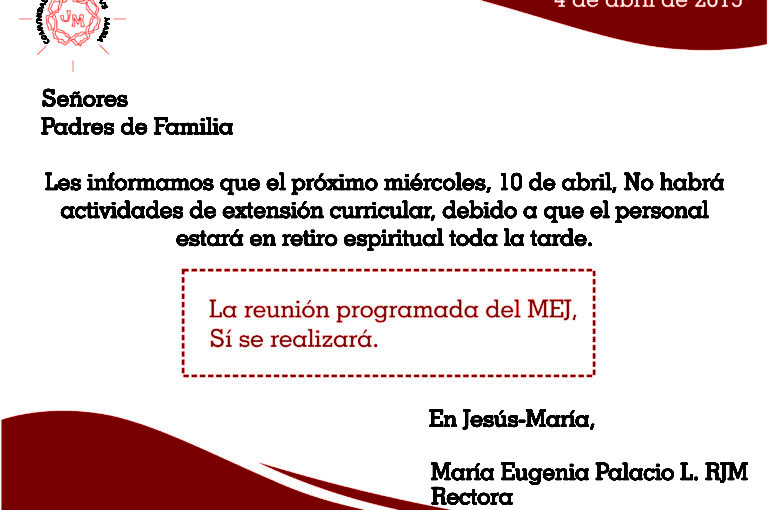 JM
4 de abril de 2013
Señores
Padres de Familia
Les informamos que el próximo miércoles, 10 de abril, No habrá
actividades de extensión curricular, debido a que el personal
estará en retiro espiritual toda la tarde.
La reunión programada del MEJ,
Sí se realizará.
En Jesús-María,
María Eugenia Palacio L. RJM
Rectora